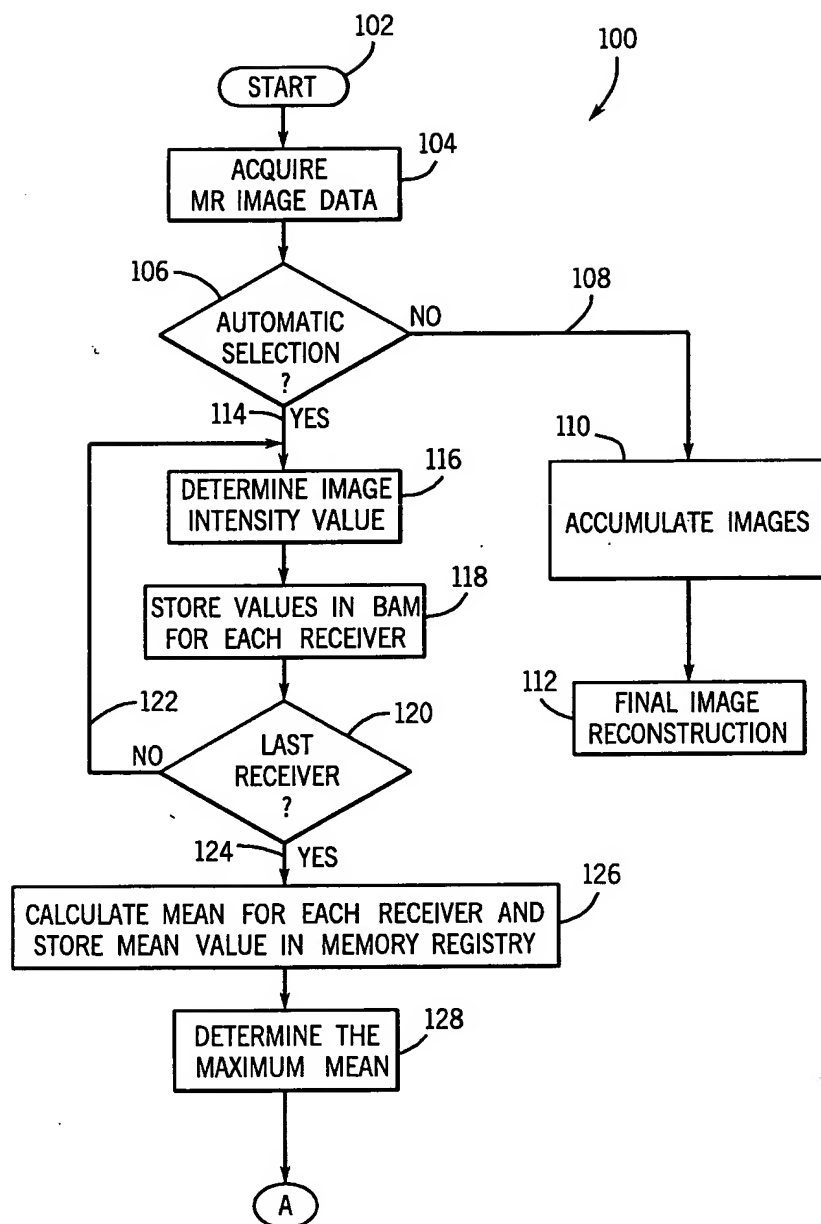 102
100
START
104
ACQUIRE
MR IMAGE DATA
106
AUTOMATIC
SELECTION
?
NO
108
114
YES
110
116
DETERMINE IMAGE
INTENSITY VALUE
ACCUMULATE IMAGES
118
STORE VALUES IN BAM
FOR EACH RECEIVER
122
120
112
FINAL IMAGE
RECONSTRUCTION
NO
LAST
RECEIVER
?
124
YES
126
CALCULATE MEAN FOR EACH RECEIVER AND
STORE MEAN VALUE IN MEMORY REGISTRY
128
DETERMINE THE
MAXIMUM MEAN
A